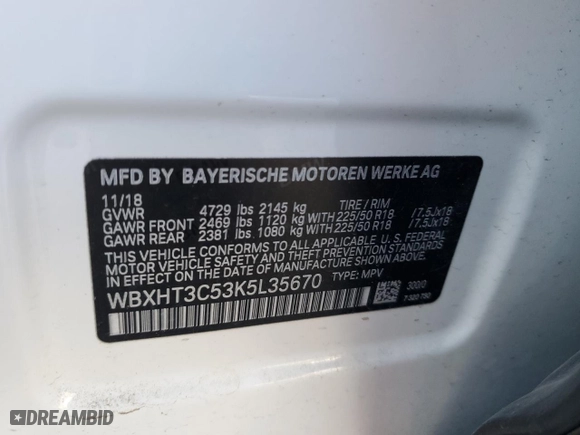 MFD BY BAYERISCHE MOTOREN WERKE AG
11/18 TIRE / RIM
GVWR 4729 lbs 2145 kg
GAWR FRONT 2469 lbs 1120 kg WITH 225/50 R18 /7.5Jx18
GAWR REAR 2381 lbs 1080 kg WITH 225/50 R18 /7.5Jx18
THIS VEHICLE CONFORMS TO ALL APPLICABLE U.S. FEDERAL
MOTOR VEHICLE SAFETY AND THEFT PREVENTION STANDARDS
IN EFFECT ON THE DATE OF MANUFACTURE SHOWN ABOVE.
WBXHT3C53K5L35670 TYPE: MPV
300/0
DREAMBID